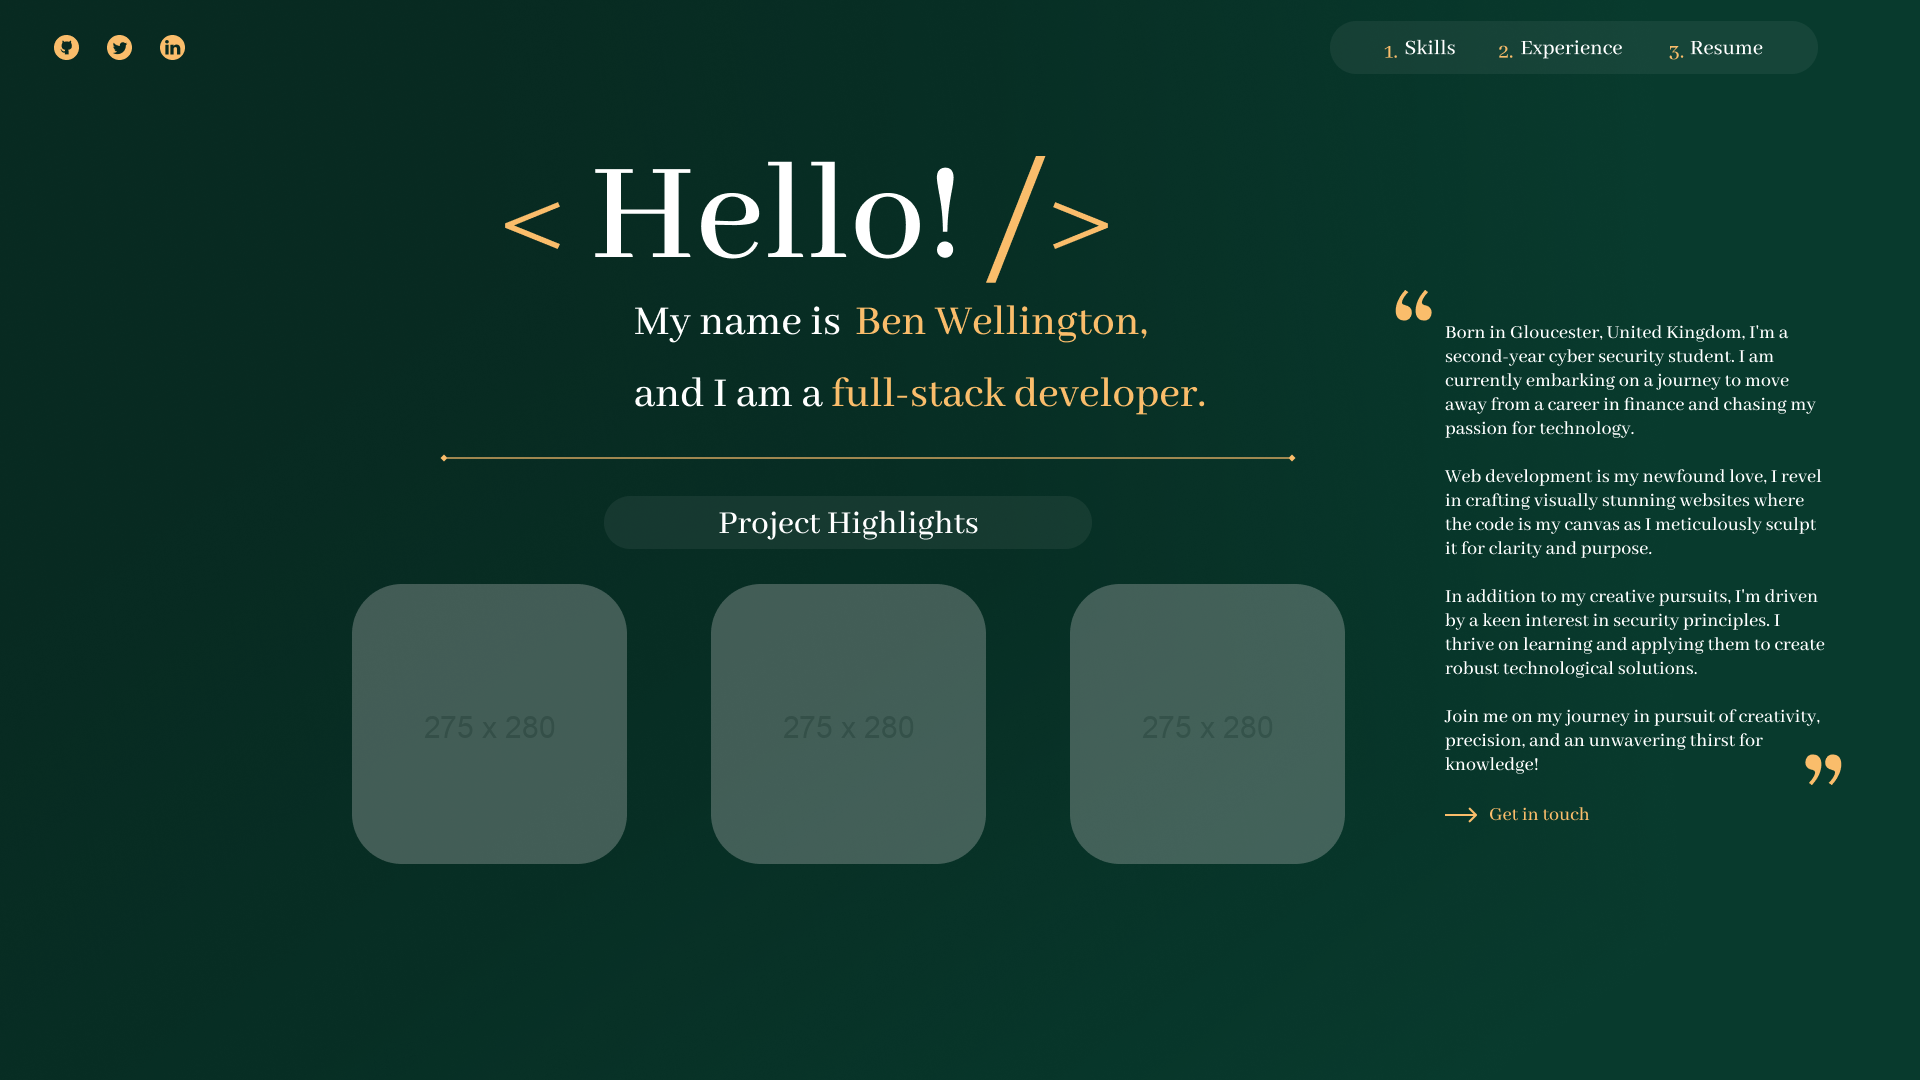 1. Skills 2. Experience 3. Resume
< Hello! />
My name is Ben Wellington,
and I am a full-stack developer.
Project Highlights
275 x 280 275 x 280 275 x 280
“
Born in Gloucester, United Kingdom, I'm a
second-year cyber security student. I am
currently embarking on a journey to move
away from a career in finance and chasing my
passion for technology.
Web development is my newfound love, I revel
in crafting visually stunning websites where
the code is my canvas as I meticulously sculpt
it for clarity and purpose.
In addition to my creative pursuits, I'm driven
by a keen interest in security principles. I
thrive on learning and applying them to create
robust technological solutions.
Join me on my journey in pursuit of creativity,
precision, and an unwavering thirst for
knowledge!
”
Get in touch